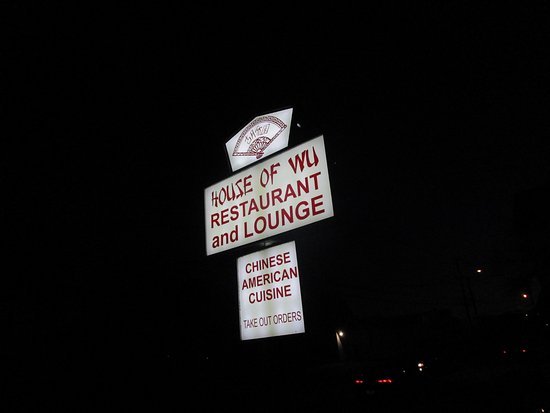 HOUSE OF WU
RESTAURANT
and LOUNGE
CHINESE
AMERICAN
CUISINE
TAKE OUT ORDERS